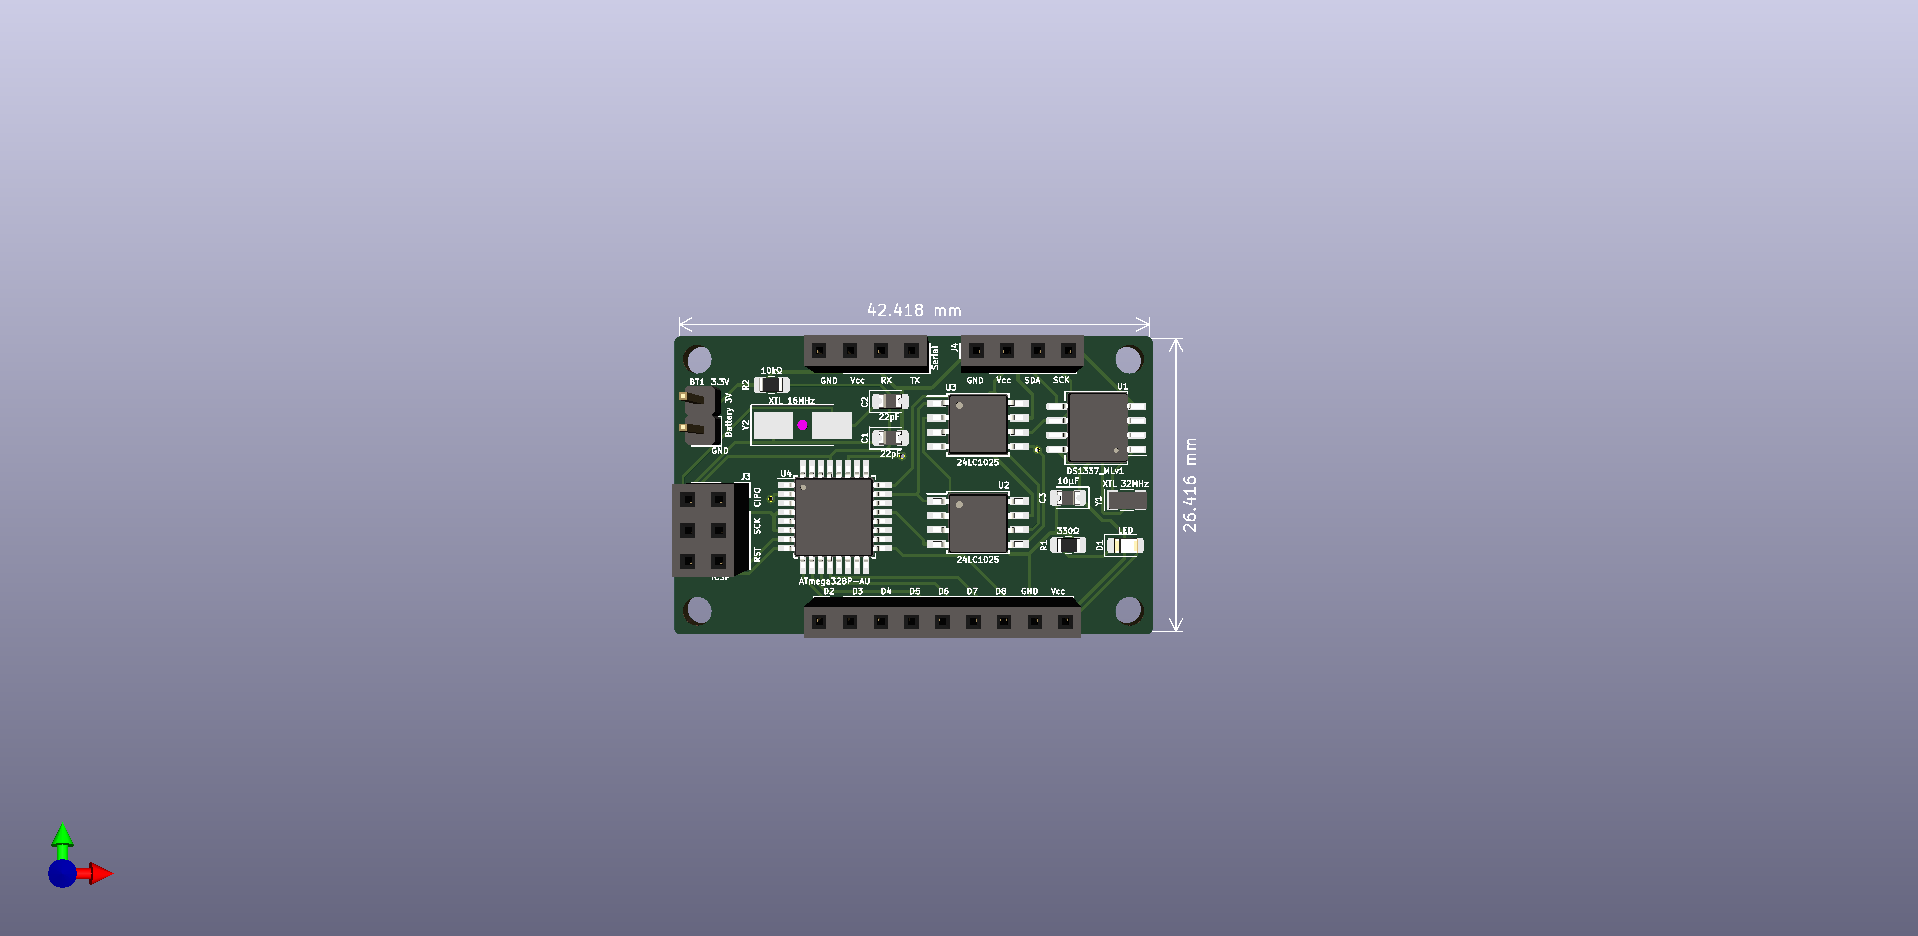 42.418 mm
26.416 mm
J4
Serial
GND Vcc RX TX
GND Vcc SDA SCK
10kΩ
R2
BT1 3.3V
Battery 3V
GND
XTL 16MHz
Y2
C2
22pF
C1
22pF
U3
24LC1025
U1
DS1337_MLv1
J3
CIPO
SCK
RST
U4
ATmega328P-AU
U2
24LC1025
10µF
C3
XTL 32MHz
Y1
330Ω
R1
LED
D1
D2 D3 D4 D5 D6 D7 D8 GND Vcc